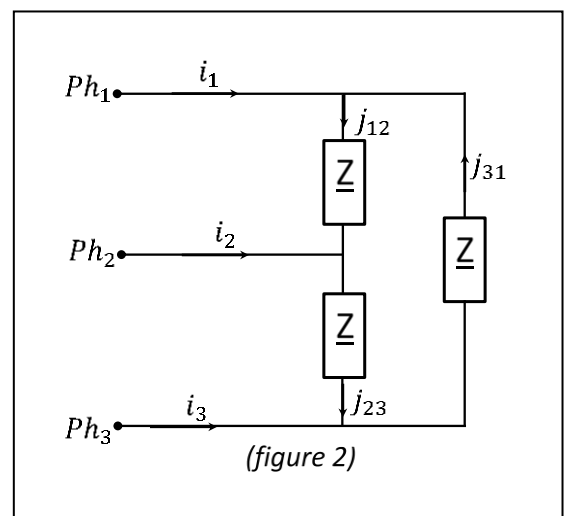 i₁
Ph₁
j₁₂
Z
j₃₁
i₂
Ph₂
Z
Z
i₃
j₂₃
Ph₃
(figure 2)